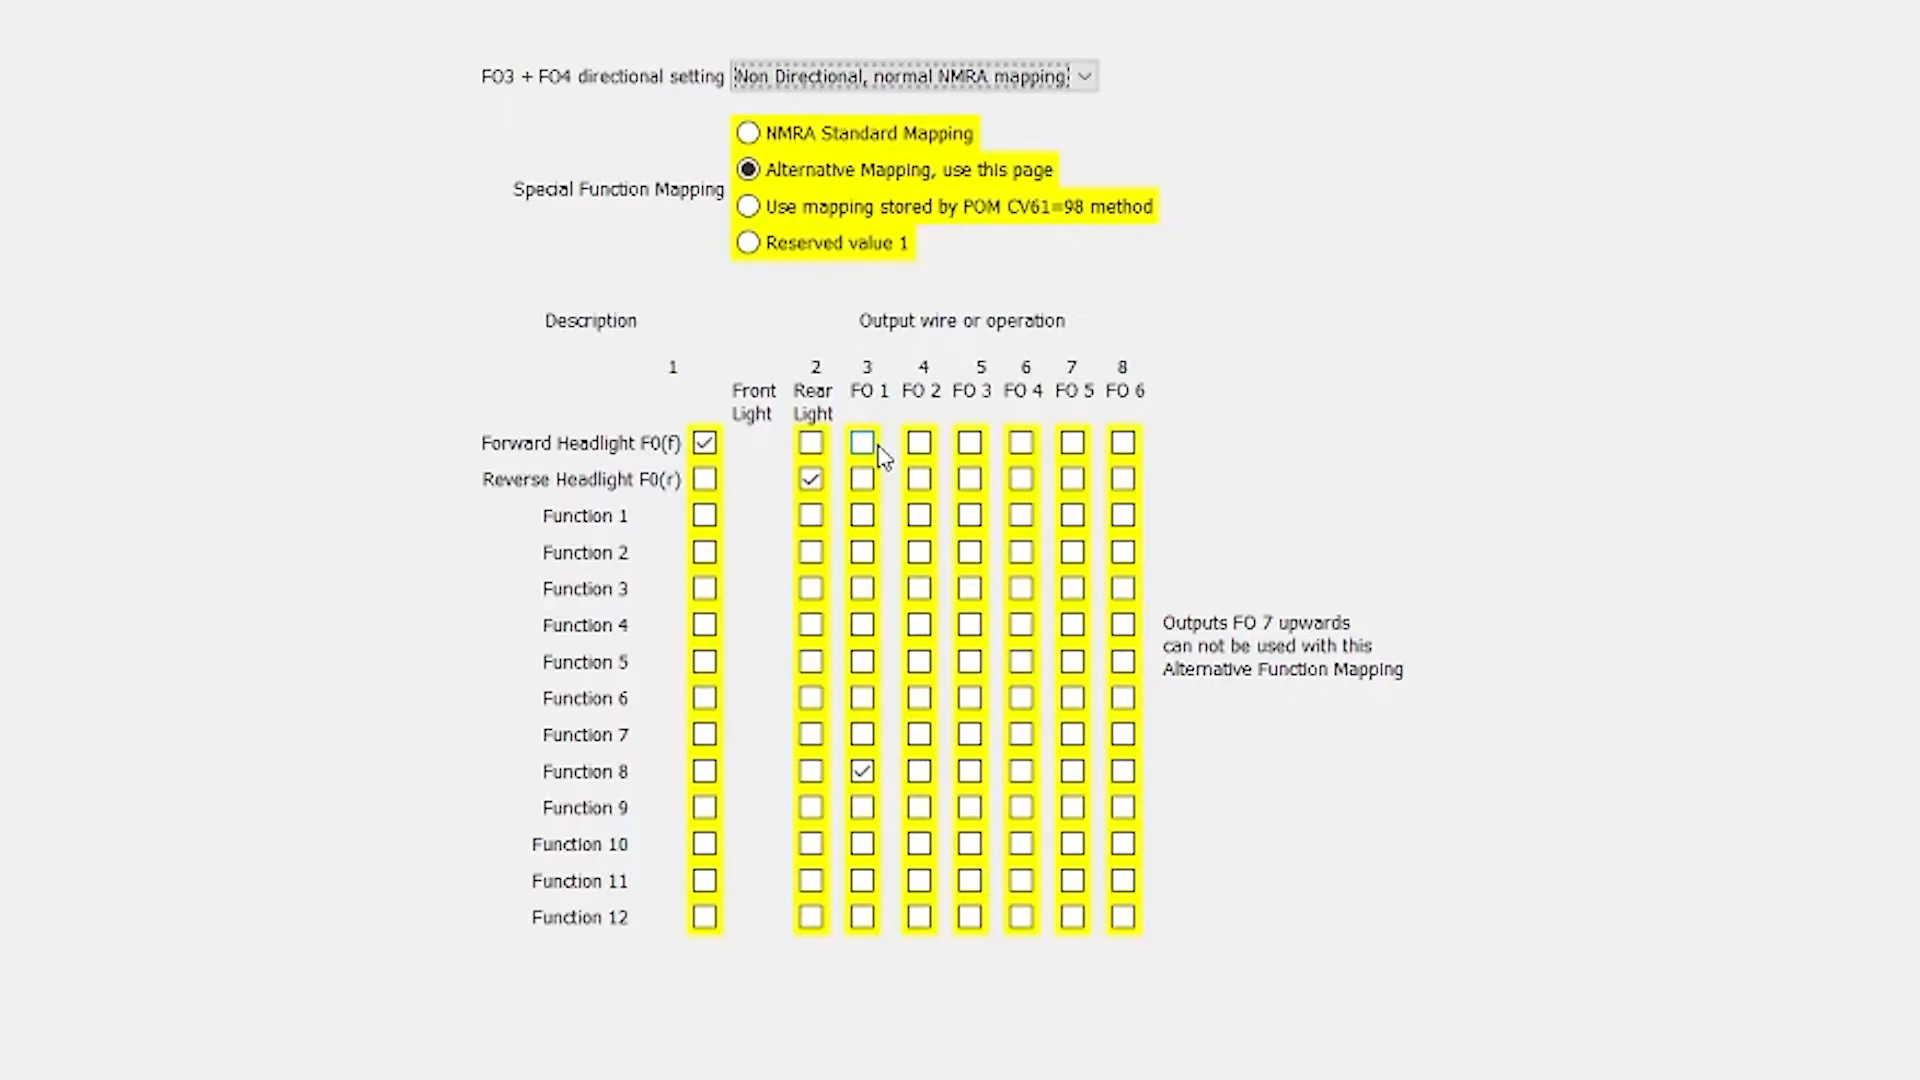 FO3 + FO4 directional setting Non Directional, normal NMRA mapping
NMRA Standard Mapping
Alternative Mapping, use this page
Special Function Mapping
Use mapping stored by POM CV61=98 method
Reserved value 1
Description Output wire or operation
1 2 3 4 5 6 7 8
Front Rear FO 1 FO 2 FO 3 FO 4 FO 5 FO 6
Light Light
Forward Headlight F0(f)
Reverse Headlight F0(r)
Function 1
Function 2
Function 3
Function 4
Function 5
Function 6
Function 7
Function 8
Function 9
Function 10
Function 11
Function 12
Outputs FO 7 upwards
can not be used with this
Alternative Function Mapping